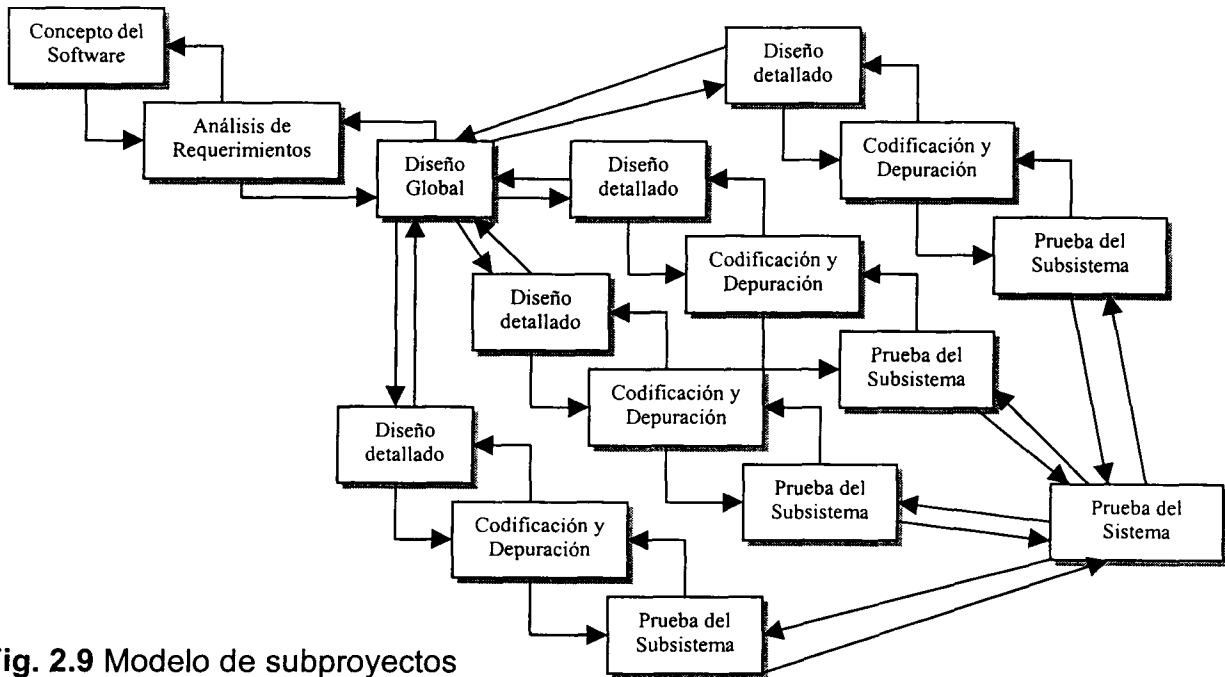 Concepto del
Software
Análisis de
Requerimientos
Diseño
Global
Diseño
detallado
Codificación y
Depuración
Prueba del
Subsistema
Diseño
detallado
Codificación y
Depuración
Prueba del
Subsistema
Diseño
detallado
Codificación y
Depuración
Prueba del
Subsistema
Diseño
detallado
Codificación y
Depuración
Prueba del
Subsistema
Prueba del
Sistema
ig. 2.9 Modelo de subproyectos